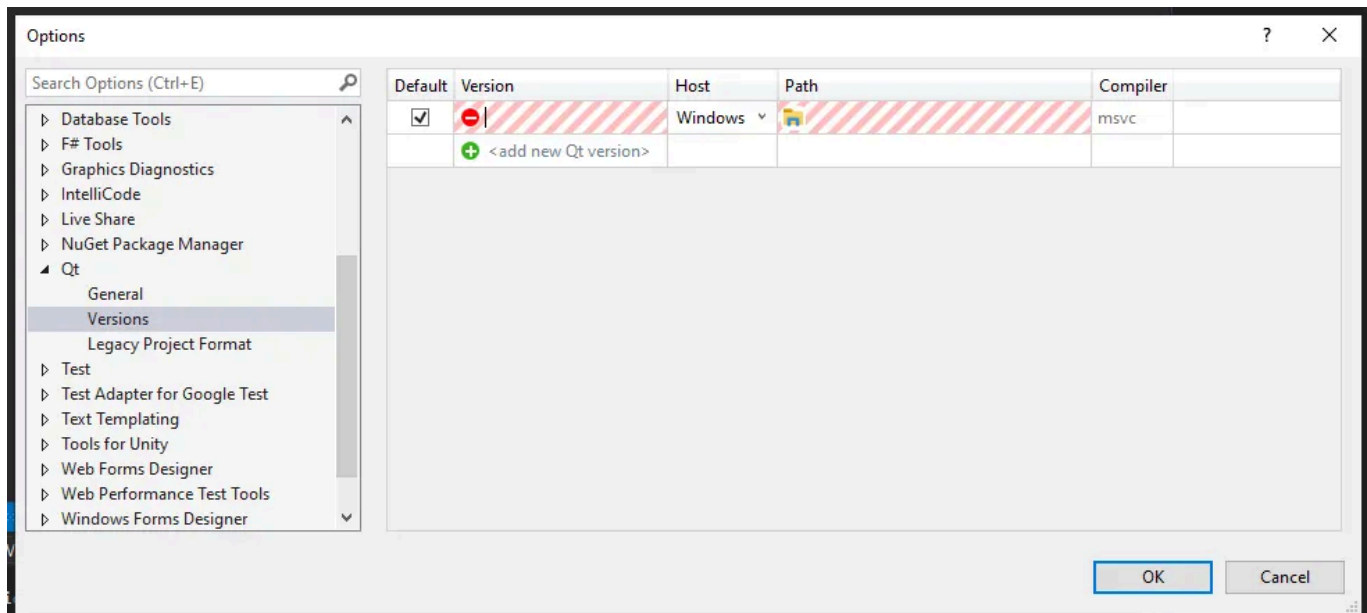 Options
?
Search Options (Ctrl+E)
Database Tools
F# Tools
Graphics Diagnostics
IntelliCode
Live Share
NuGet Package Manager
Qt
General
Versions
Legacy Project Format
Test
Test Adapter for Google Test
Text Templating
Tools for Unity
Web Forms Designer
Web Performance Test Tools
Windows Forms Designer
Default Version Host Path Compiler
Windows msvc
<add new Qt version>
OK Cancel